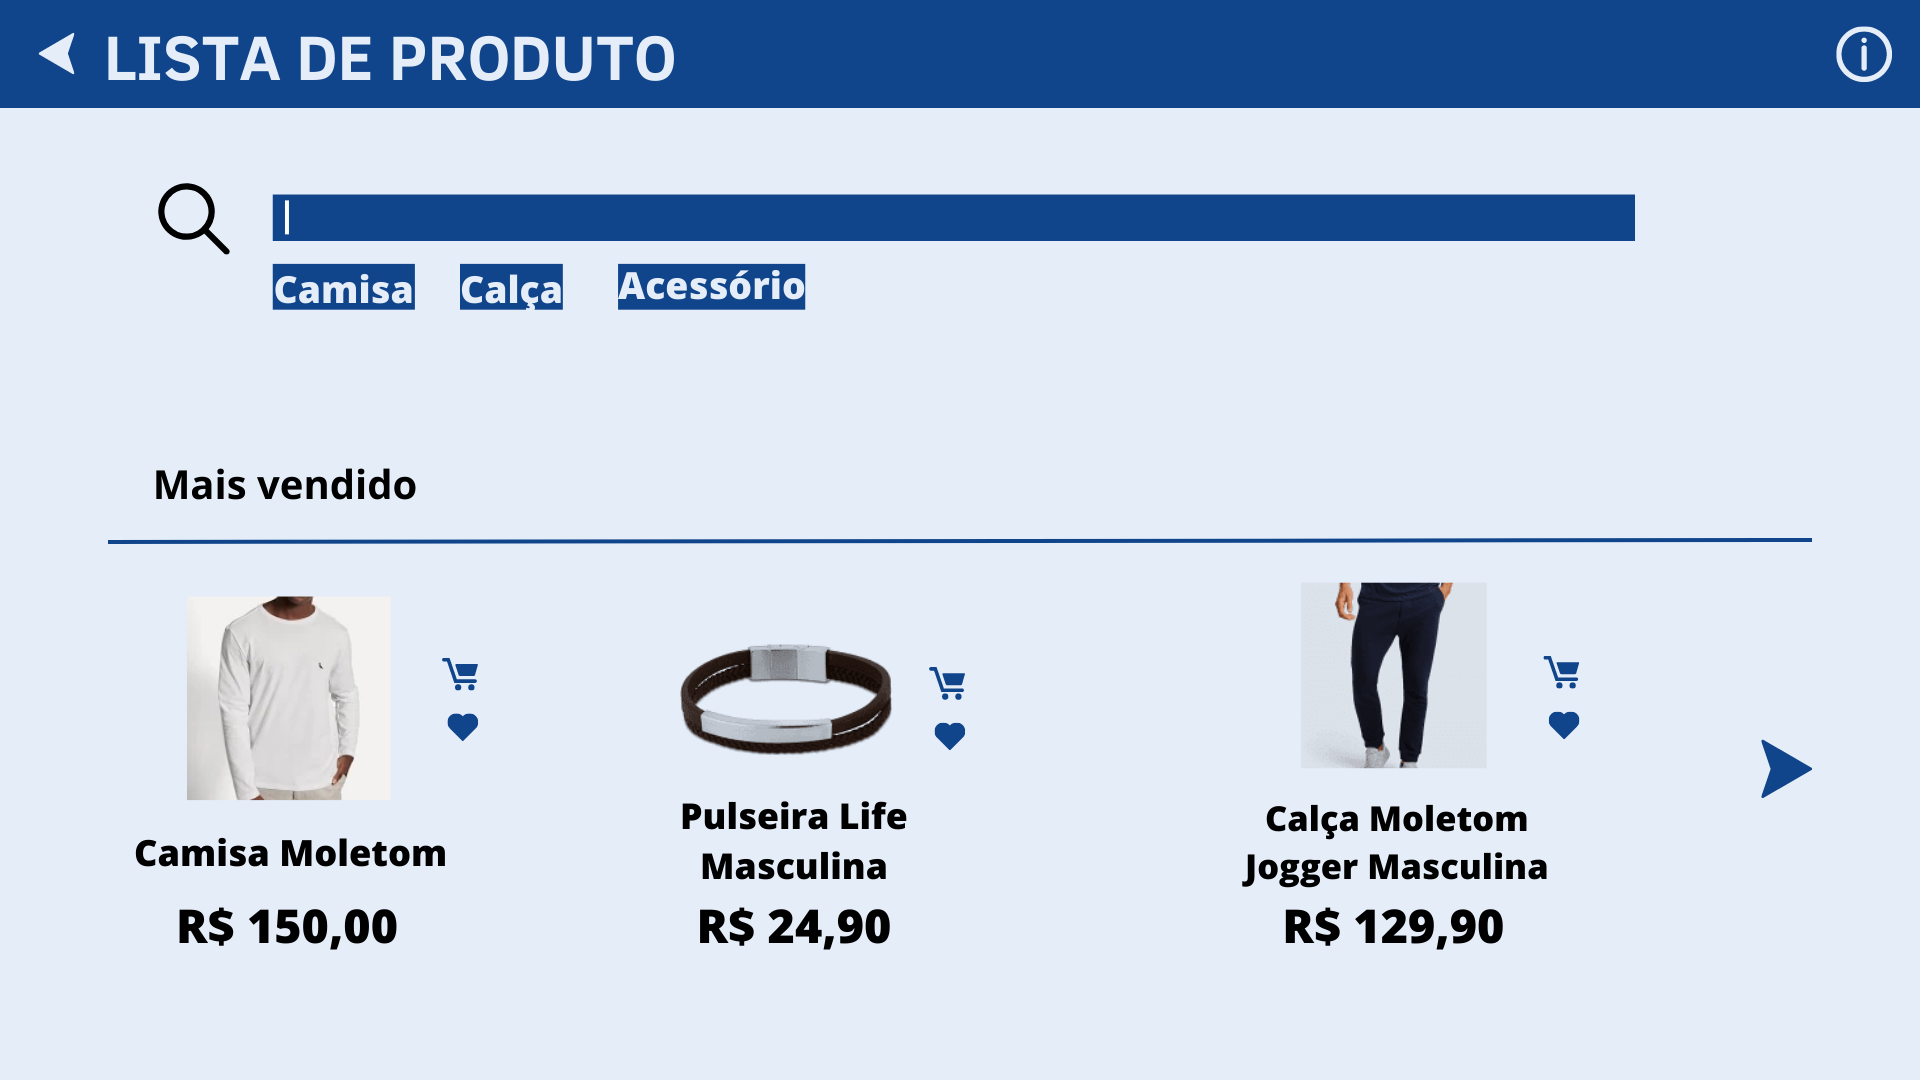 LISTA DE PRODUTO
Camisa Calça Acessório
Mais vendido
Camisa Moletom
R$ 150,00
Pulseira Life
Masculina
R$ 24,90
Calça Moletom
Jogger Masculina
R$ 129,90